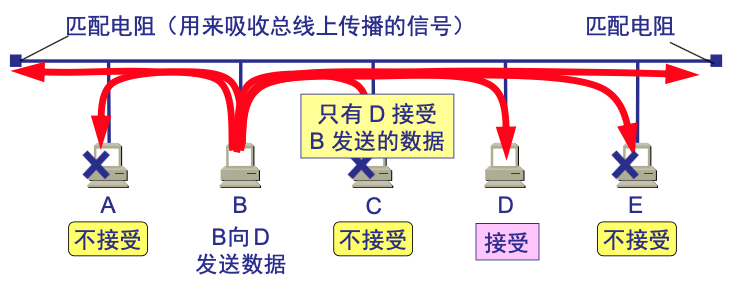 匹配电阻（用来吸收总线上传播的信号）
匹配电阻
只有 D 接受
B 发送的数据
A
B
C
D
E
不接受
B向D
发送数据
不接受
接受
不接受